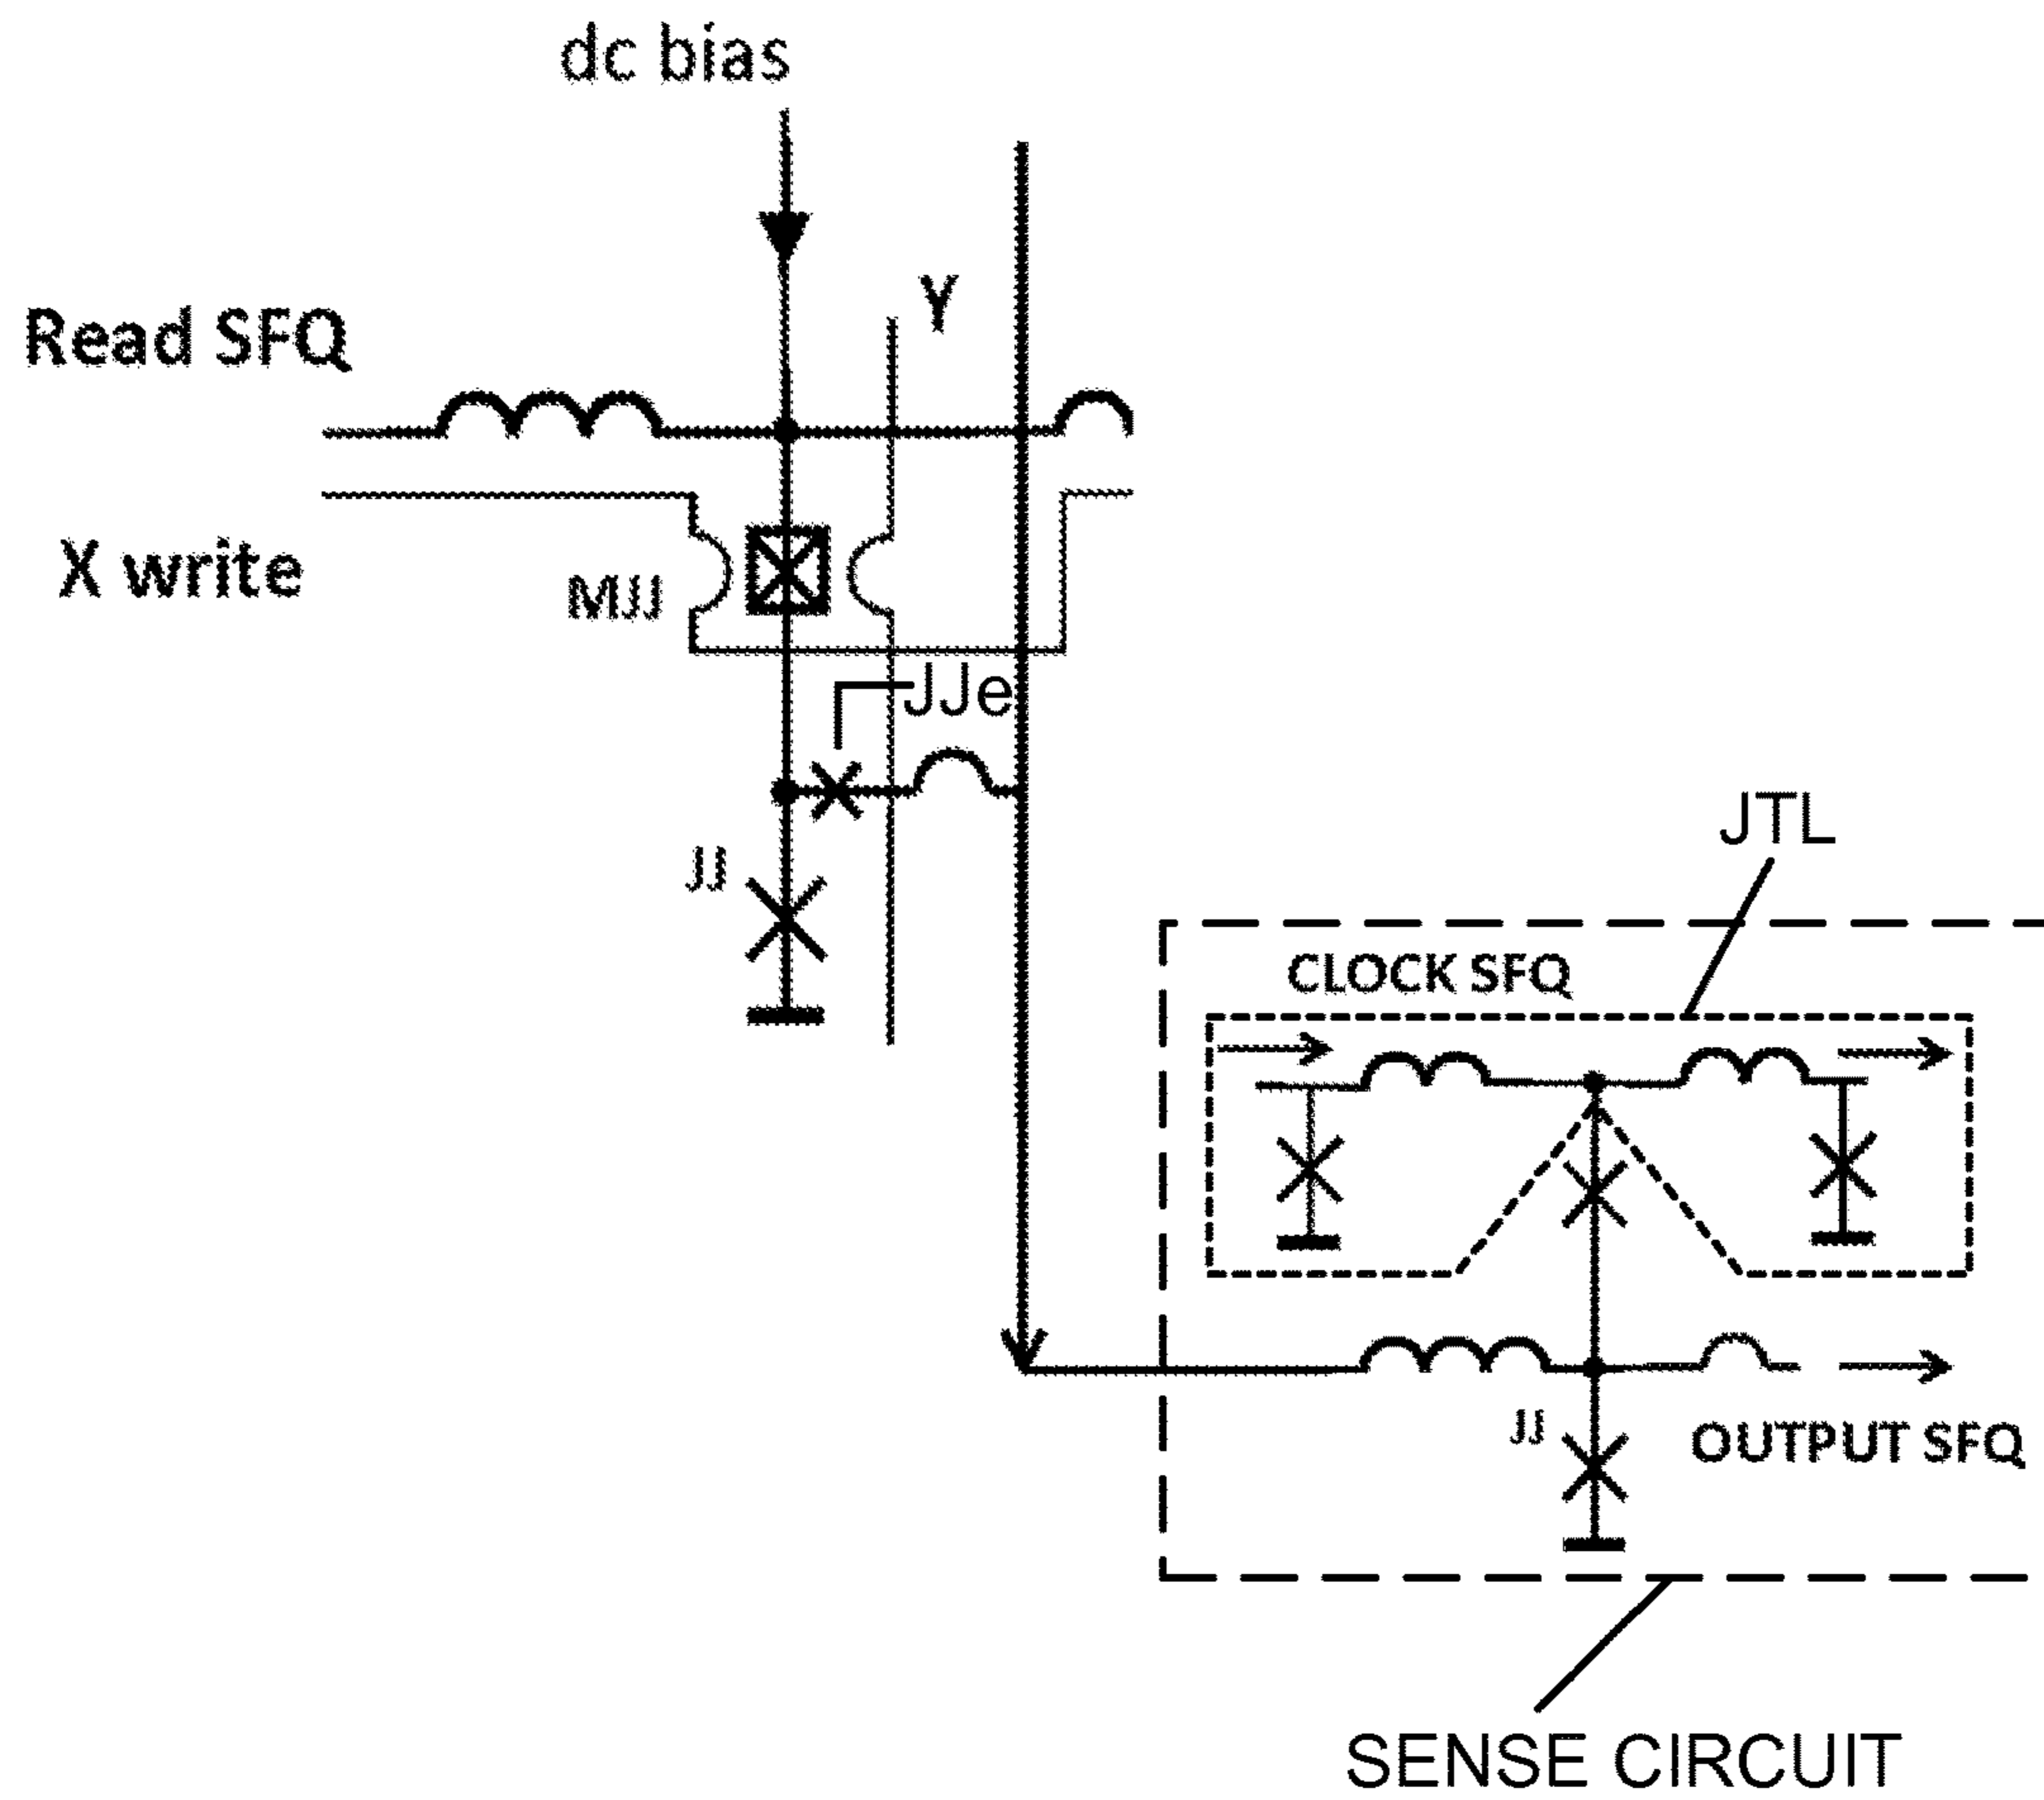 dc bias
Y
Read SFQ
X write
MJJ
JJe
JJ
JTL
CLOCK SFQ
JJ
OUTPUT SFQ
SENSE CIRCUIT